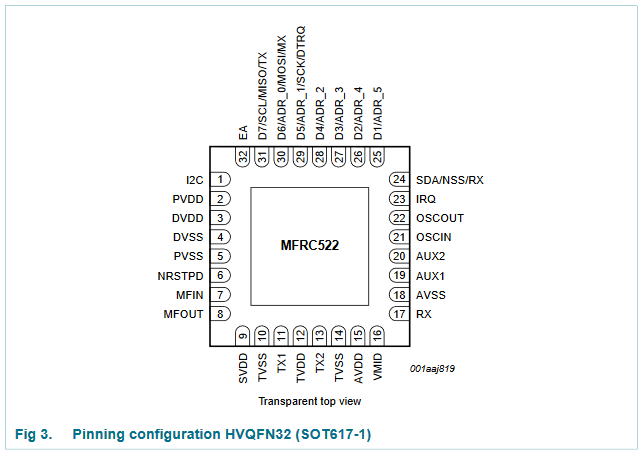 EA
D7/SCL/MISO/TX
D6/ADR_0/MOSI/MX
D5/ADR_1/SCK/DTRQ
D4/ADR_2
D3/ADR_3
D2/ADR_4
D1/ADR_5
32 31 30 29 28 27 26 25
I2C 1
PVDD 2
DVDD 3
DVSS 4
PVSS 5
NRSTPD 6
MFIN 7
MFOUT 8
MFRC522
24 SDA/NSS/RX
23 IRQ
22 OSCOUT
21 OSCIN
20 AUX2
19 AUX1
18 AVSS
17 RX
9 10 11 12 13 14 15 16
SVDD
TVSS
TX1
TVDD
TX2
TVSS
AVDD
VMID
001aaj819
Transparent top view
Fig 3. Pinning configuration HVQFN32 (SOT617-1)